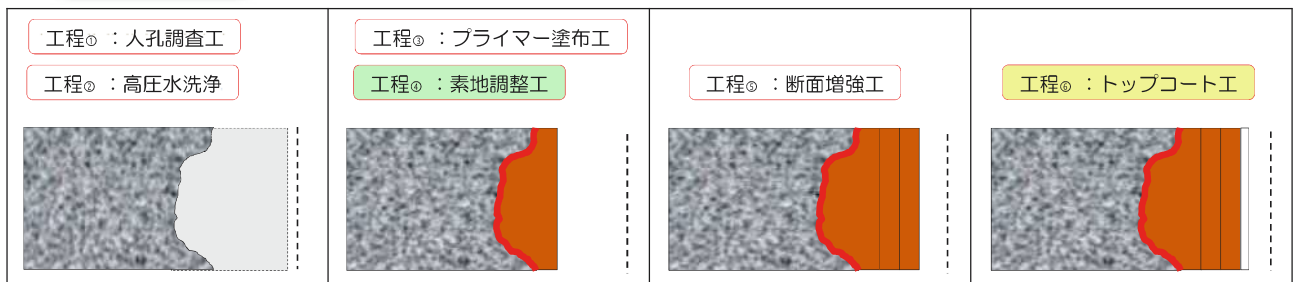 工程① ：人孔調査工
工程② ：高圧水洗浄
工程③ ：プライマー塗布工
工程④ ：素地調整工
工程⑤ ：断面増強工
工程⑥ ：トップコート工